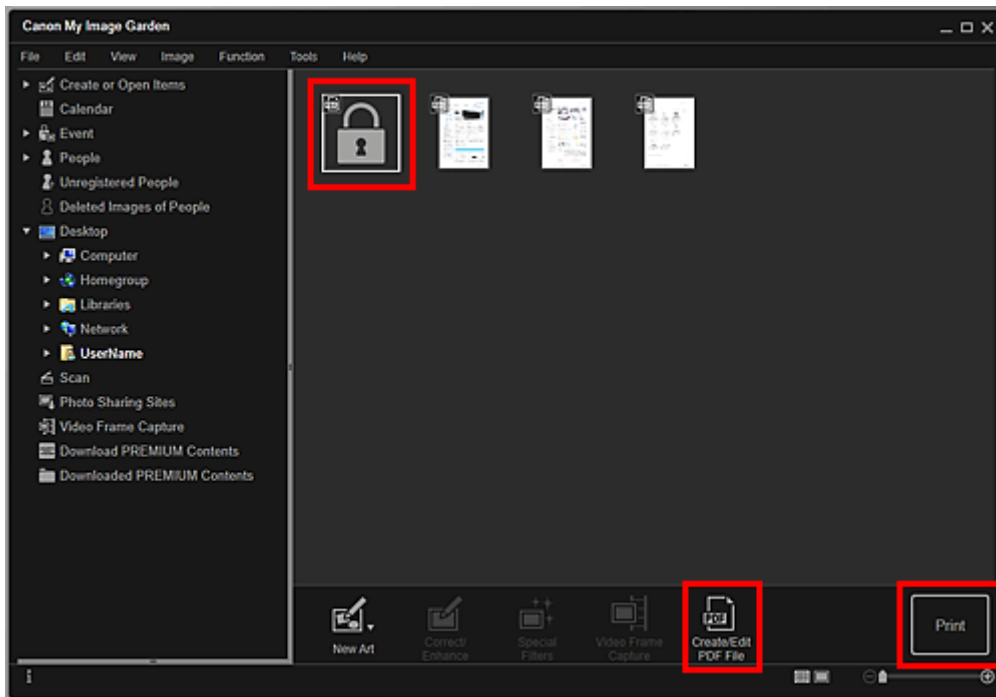 Canon My Image Garden
File Edit View Image Function Tools Help
Create or Open Items
Calendar
Event
People
Unregistered People
Deleted Images of People
Desktop
Computer
Homegroup
Libraries
Network
UserName
Scan
Photo Sharing Sites
Video Frame Capture
Download PREMIUM Contents
Downloaded PREMIUM Contents
New Art
Correct/
Enhance
Special
Filters
Video Frame
Capture
PDF
Create/Edit
PDF File
Print